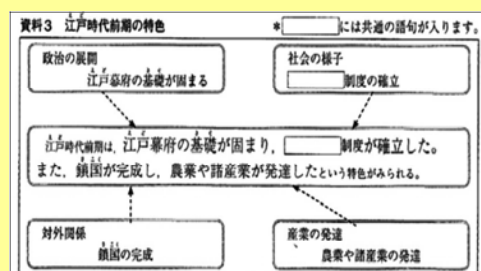 資料3 江戸時代前期の特色
*□には共通の語句が入ります。
政治の展開
江戸幕府の基礎が固まる
社会の様子
□制度の確立
江戸時代前期は、江戸幕府の基礎が固まり、□制度が確立した。
また、鎖国が完成し、農業や諸産業が発達したという特色がみられる。
対外関係
鎖国の完成
産業の発達
農業や諸産業の発達